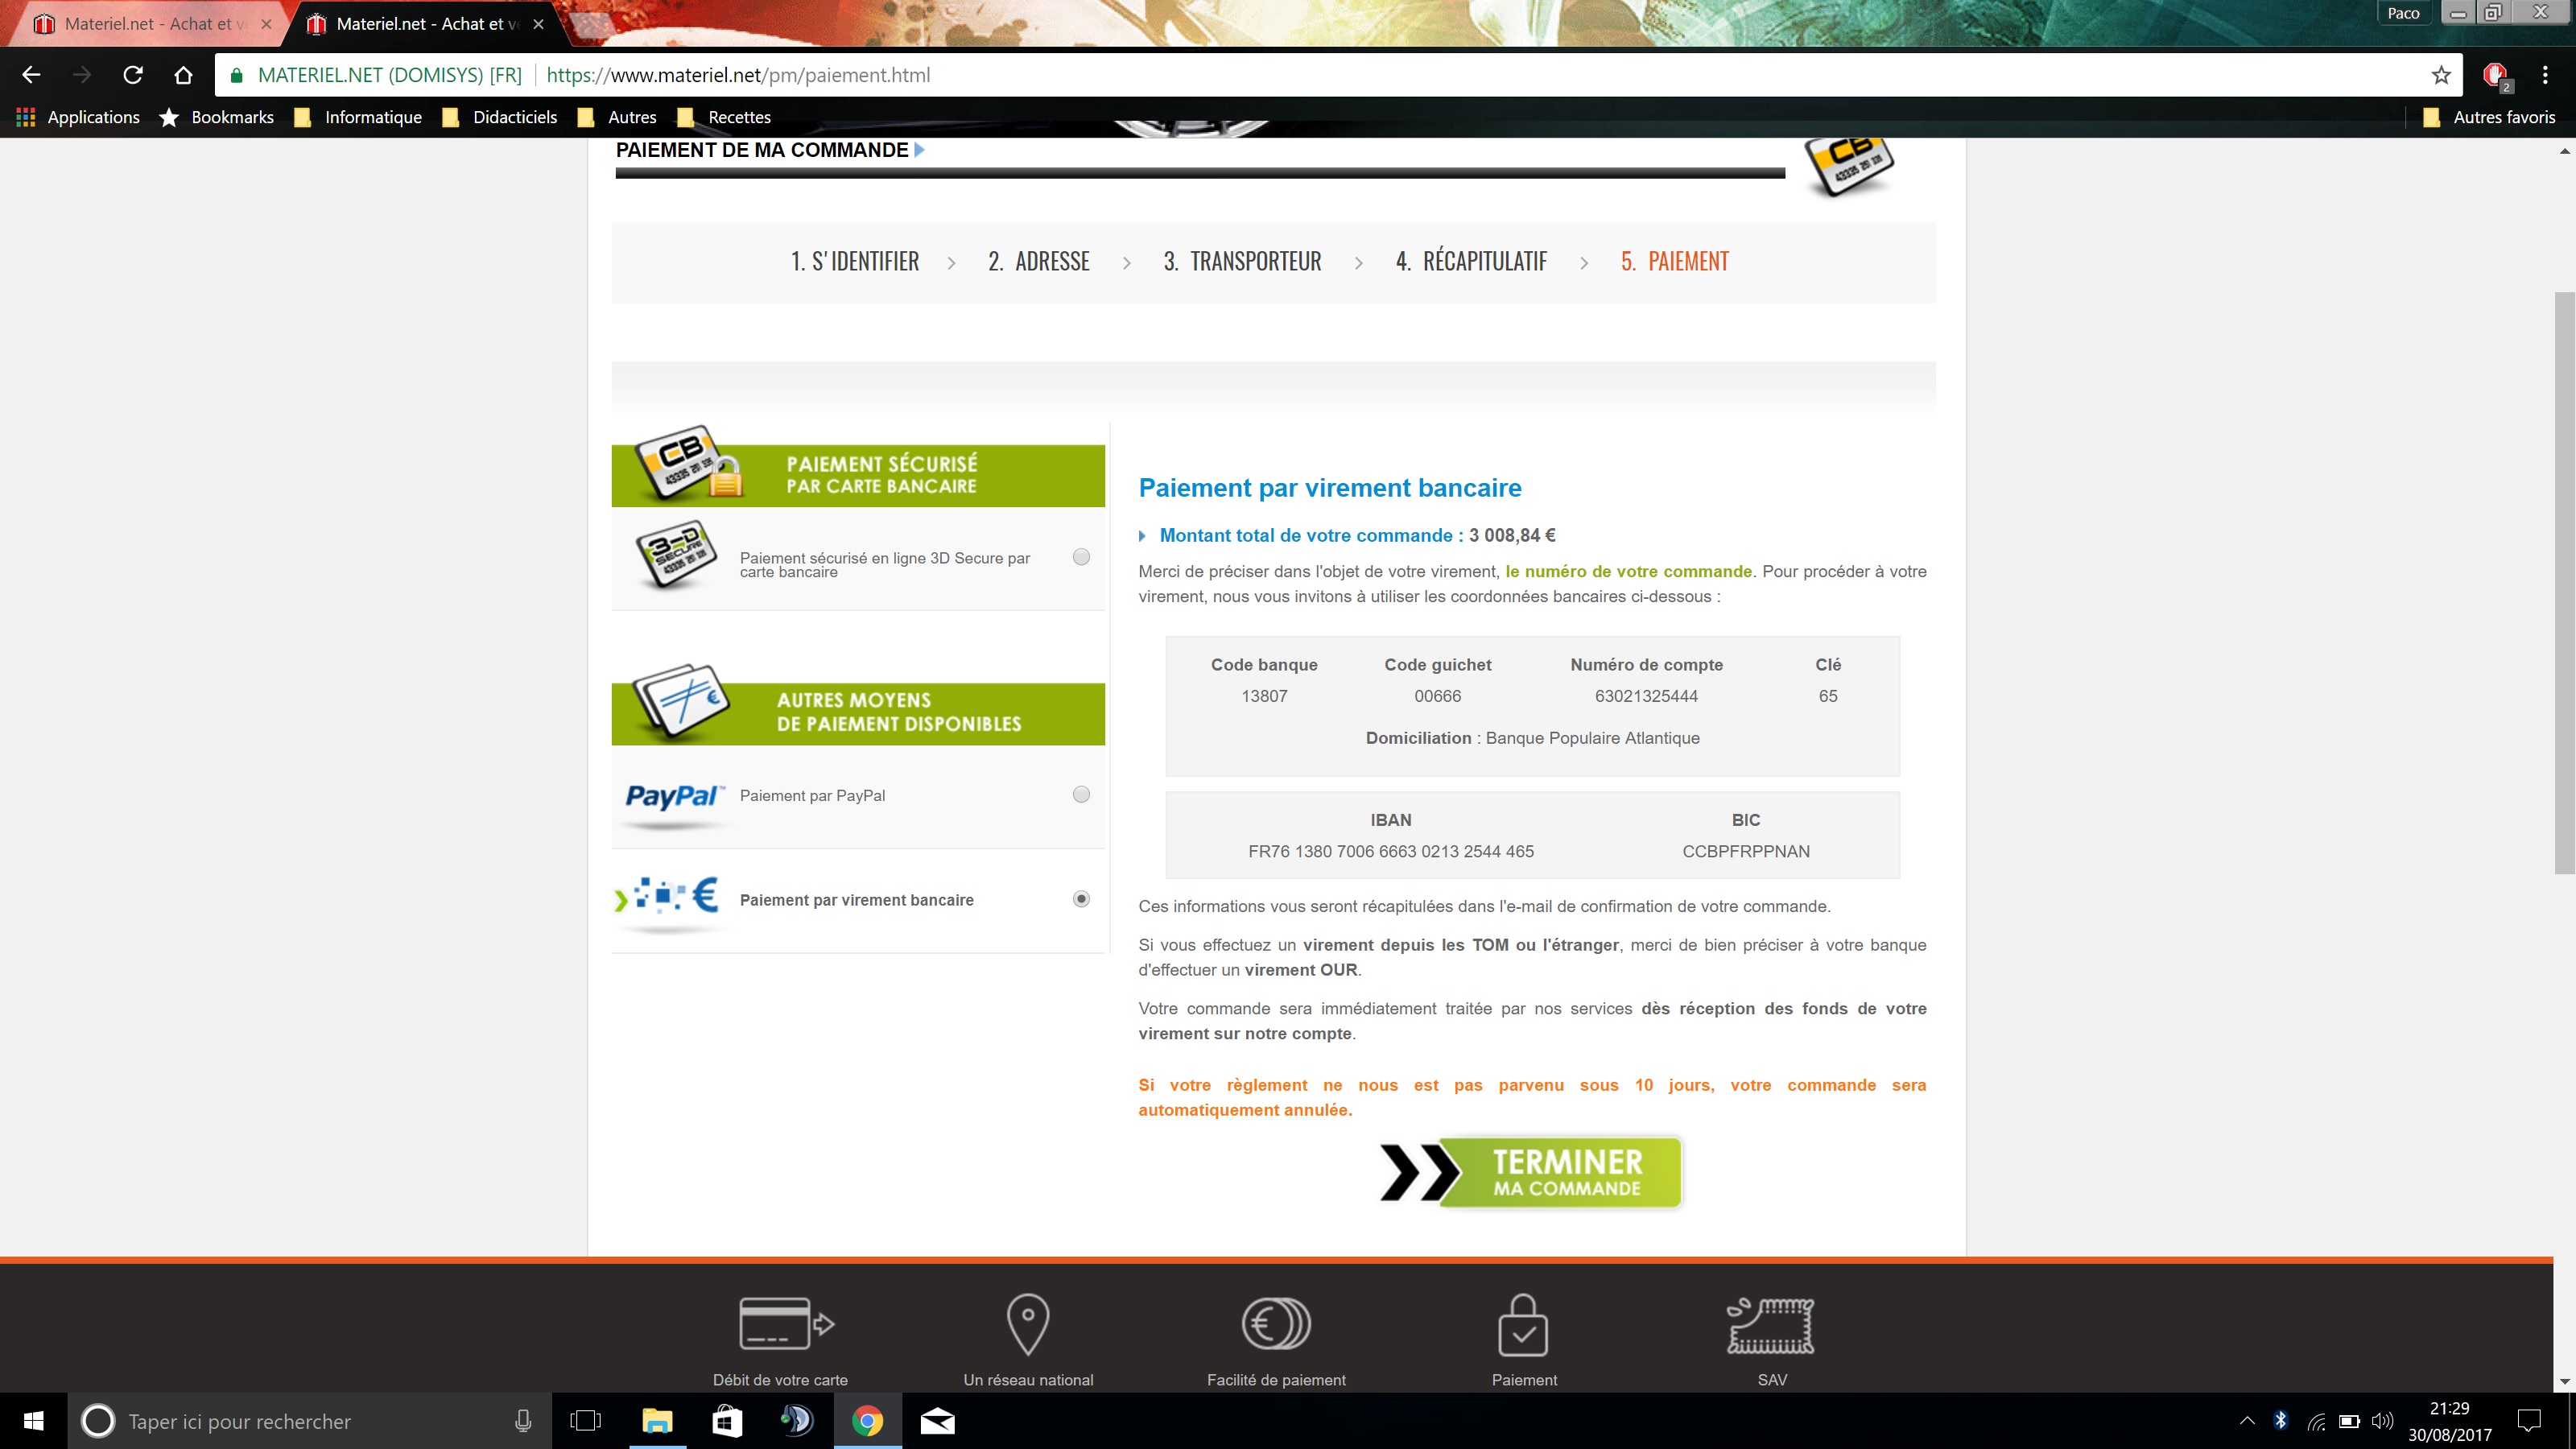 Materiel.net - Achat et v
Materiel.net - Achat et v
Paco
MATERIEL.NET (DOMISYS) [FR]
https://www.materiel.net/pm/paiement.html
2
Applications
Bookmarks
Informatique
Didacticiels
Autres
Recettes
Autres favoris
PAIEMENT DE MA COMMANDE
CB
1. S'IDENTIFIER > 2. ADRESSE > 3. TRANSPORTEUR > 4. RÉCAPITULATIF > 5. PAIEMENT
CB
PAIEMENT SÉCURISÉ
PAR CARTE BANCAIRE
3-D SECURE
Paiement sécurisé en ligne 3D Secure par
carte bancaire
AUTRES MOYENS
DE PAIEMENT DISPONIBLES
PayPal™
Paiement par PayPal
€
Paiement par virement bancaire
Paiement par virement bancaire
Montant total de votre commande : 3 008,84 €
Merci de préciser dans l'objet de votre virement, le numéro de votre commande. Pour procéder à votre
virement, nous vous invitons à utiliser les coordonnées bancaires ci-dessous :
Code banque Code guichet Numéro de compte Clé
13807 00666 63021325444 65
Domiciliation : Banque Populaire Atlantique
IBAN BIC
FR76 1380 7006 6663 0213 2544 465 CCBPFRPPNAN
Ces informations vous seront récapitulées dans l'e-mail de confirmation de votre commande.
Si vous effectuez un virement depuis les TOM ou l'étranger, merci de bien préciser à votre banque
d'effectuer un virement OUR.
Votre commande sera immédiatement traitée par nos services dès réception des fonds de votre
virement sur notre compte.
Si votre règlement ne nous est pas parvenu sous 10 jours, votre commande sera
automatiquement annulée.
TERMINER
MA COMMANDE
Débit de votre carte
Un réseau national
Facilité de paiement
Paiement
SAV
Taper ici pour rechercher
21:29
30/08/2017